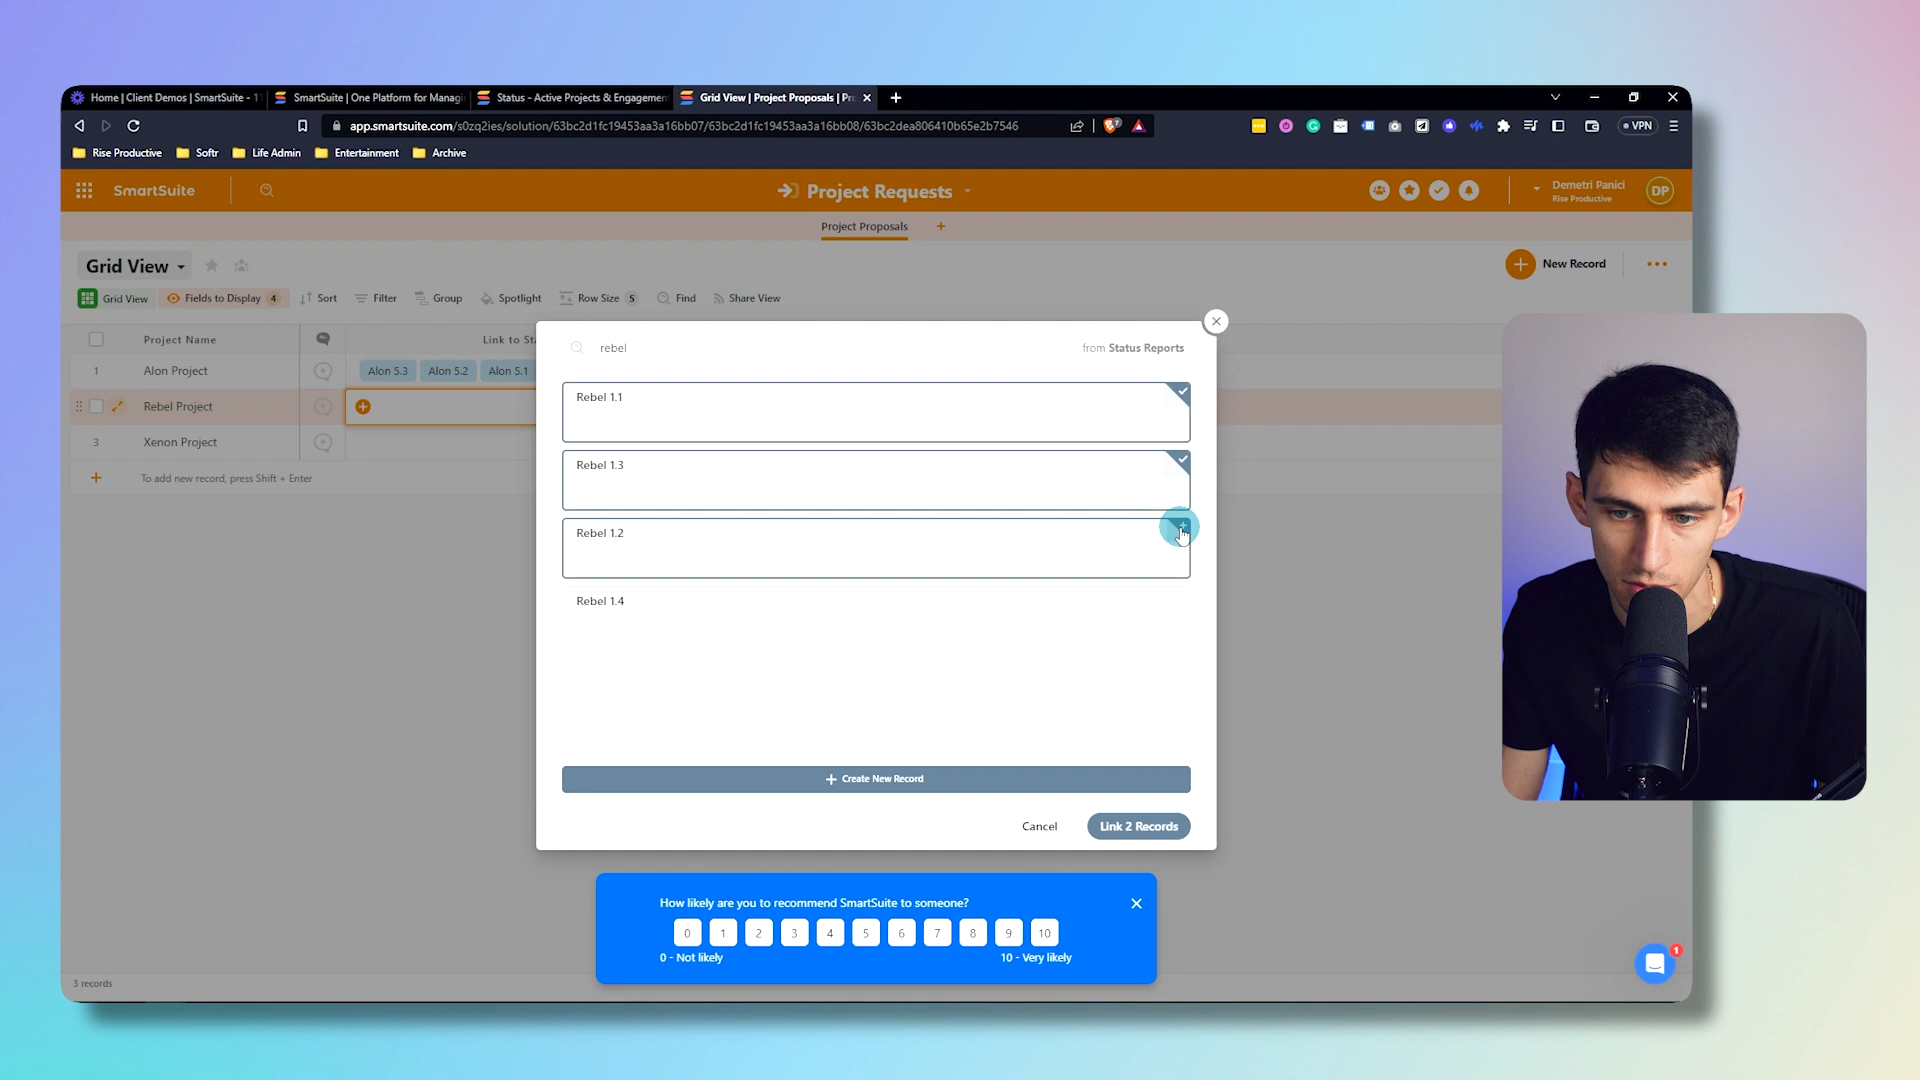 Home | Client Demos | SmartSuite - 1
SmartSuite | One Platform for Managi
Status - Active Projects & Engagemen
Grid View | Project Proposals | Pr
app.smartsuite.com/s0zq2ies/solution/63bc2d1fc19453aa3a16bb07/63bc2d1fc19453aa3a16bb08/63bc2dea806410b65e2b7546
VPN
Rise Productive
Softr
Life Admin
Entertainment
Archive
SmartSuite
Project Requests
Demetri Panici
Rise Productive
DP
Project Proposals
Grid View
New Record
Grid View
Fields to Display 4
Sort
Filter
Group
Spotlight
Row Size S
Find
Share View
Project Name
Link to Sta
1
Alon Project
Alon 5.3
Alon 5.2
Alon 5.1
Rebel Project
3
Xenon Project
To add new record, press Shift + Enter
rebel
from Status Reports
Rebel 1.1
Rebel 1.3
Rebel 1.2
Rebel 1.4
Create New Record
Cancel
Link 2 Records
How likely are you to recommend SmartSuite to someone?
0 1 2 3 4 5 6 7 8 9 10
0 - Not likely
10 - Very likely
1
3 records